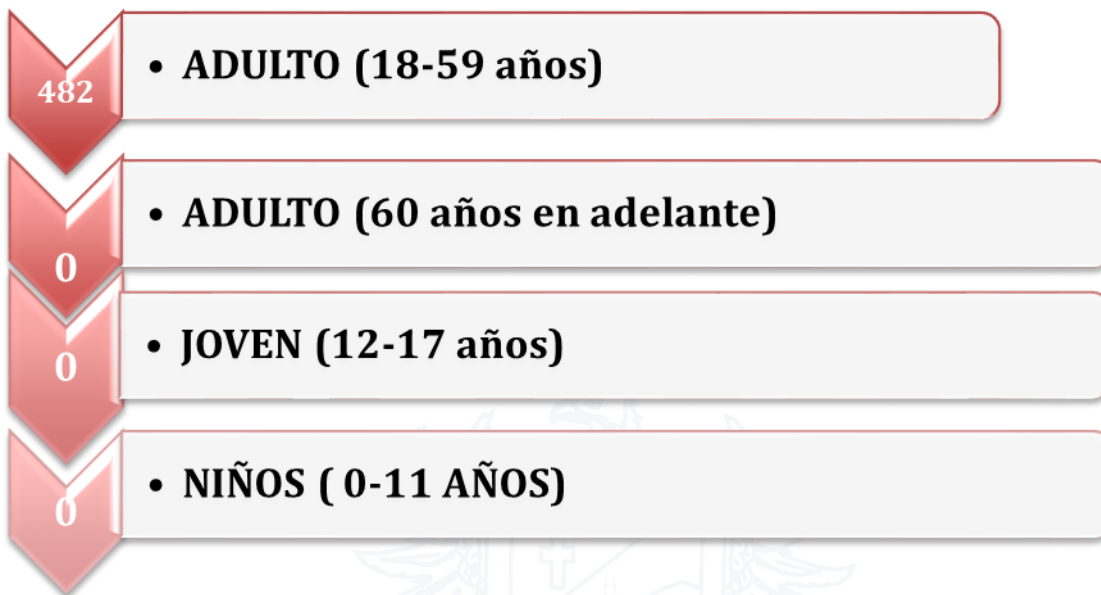 482
• ADULTO (18-59 años)
0
• ADULTO (60 años en adelante)
0
• JOVEN (12-17 años)
0
• NIÑOS ( 0-11 AÑOS)